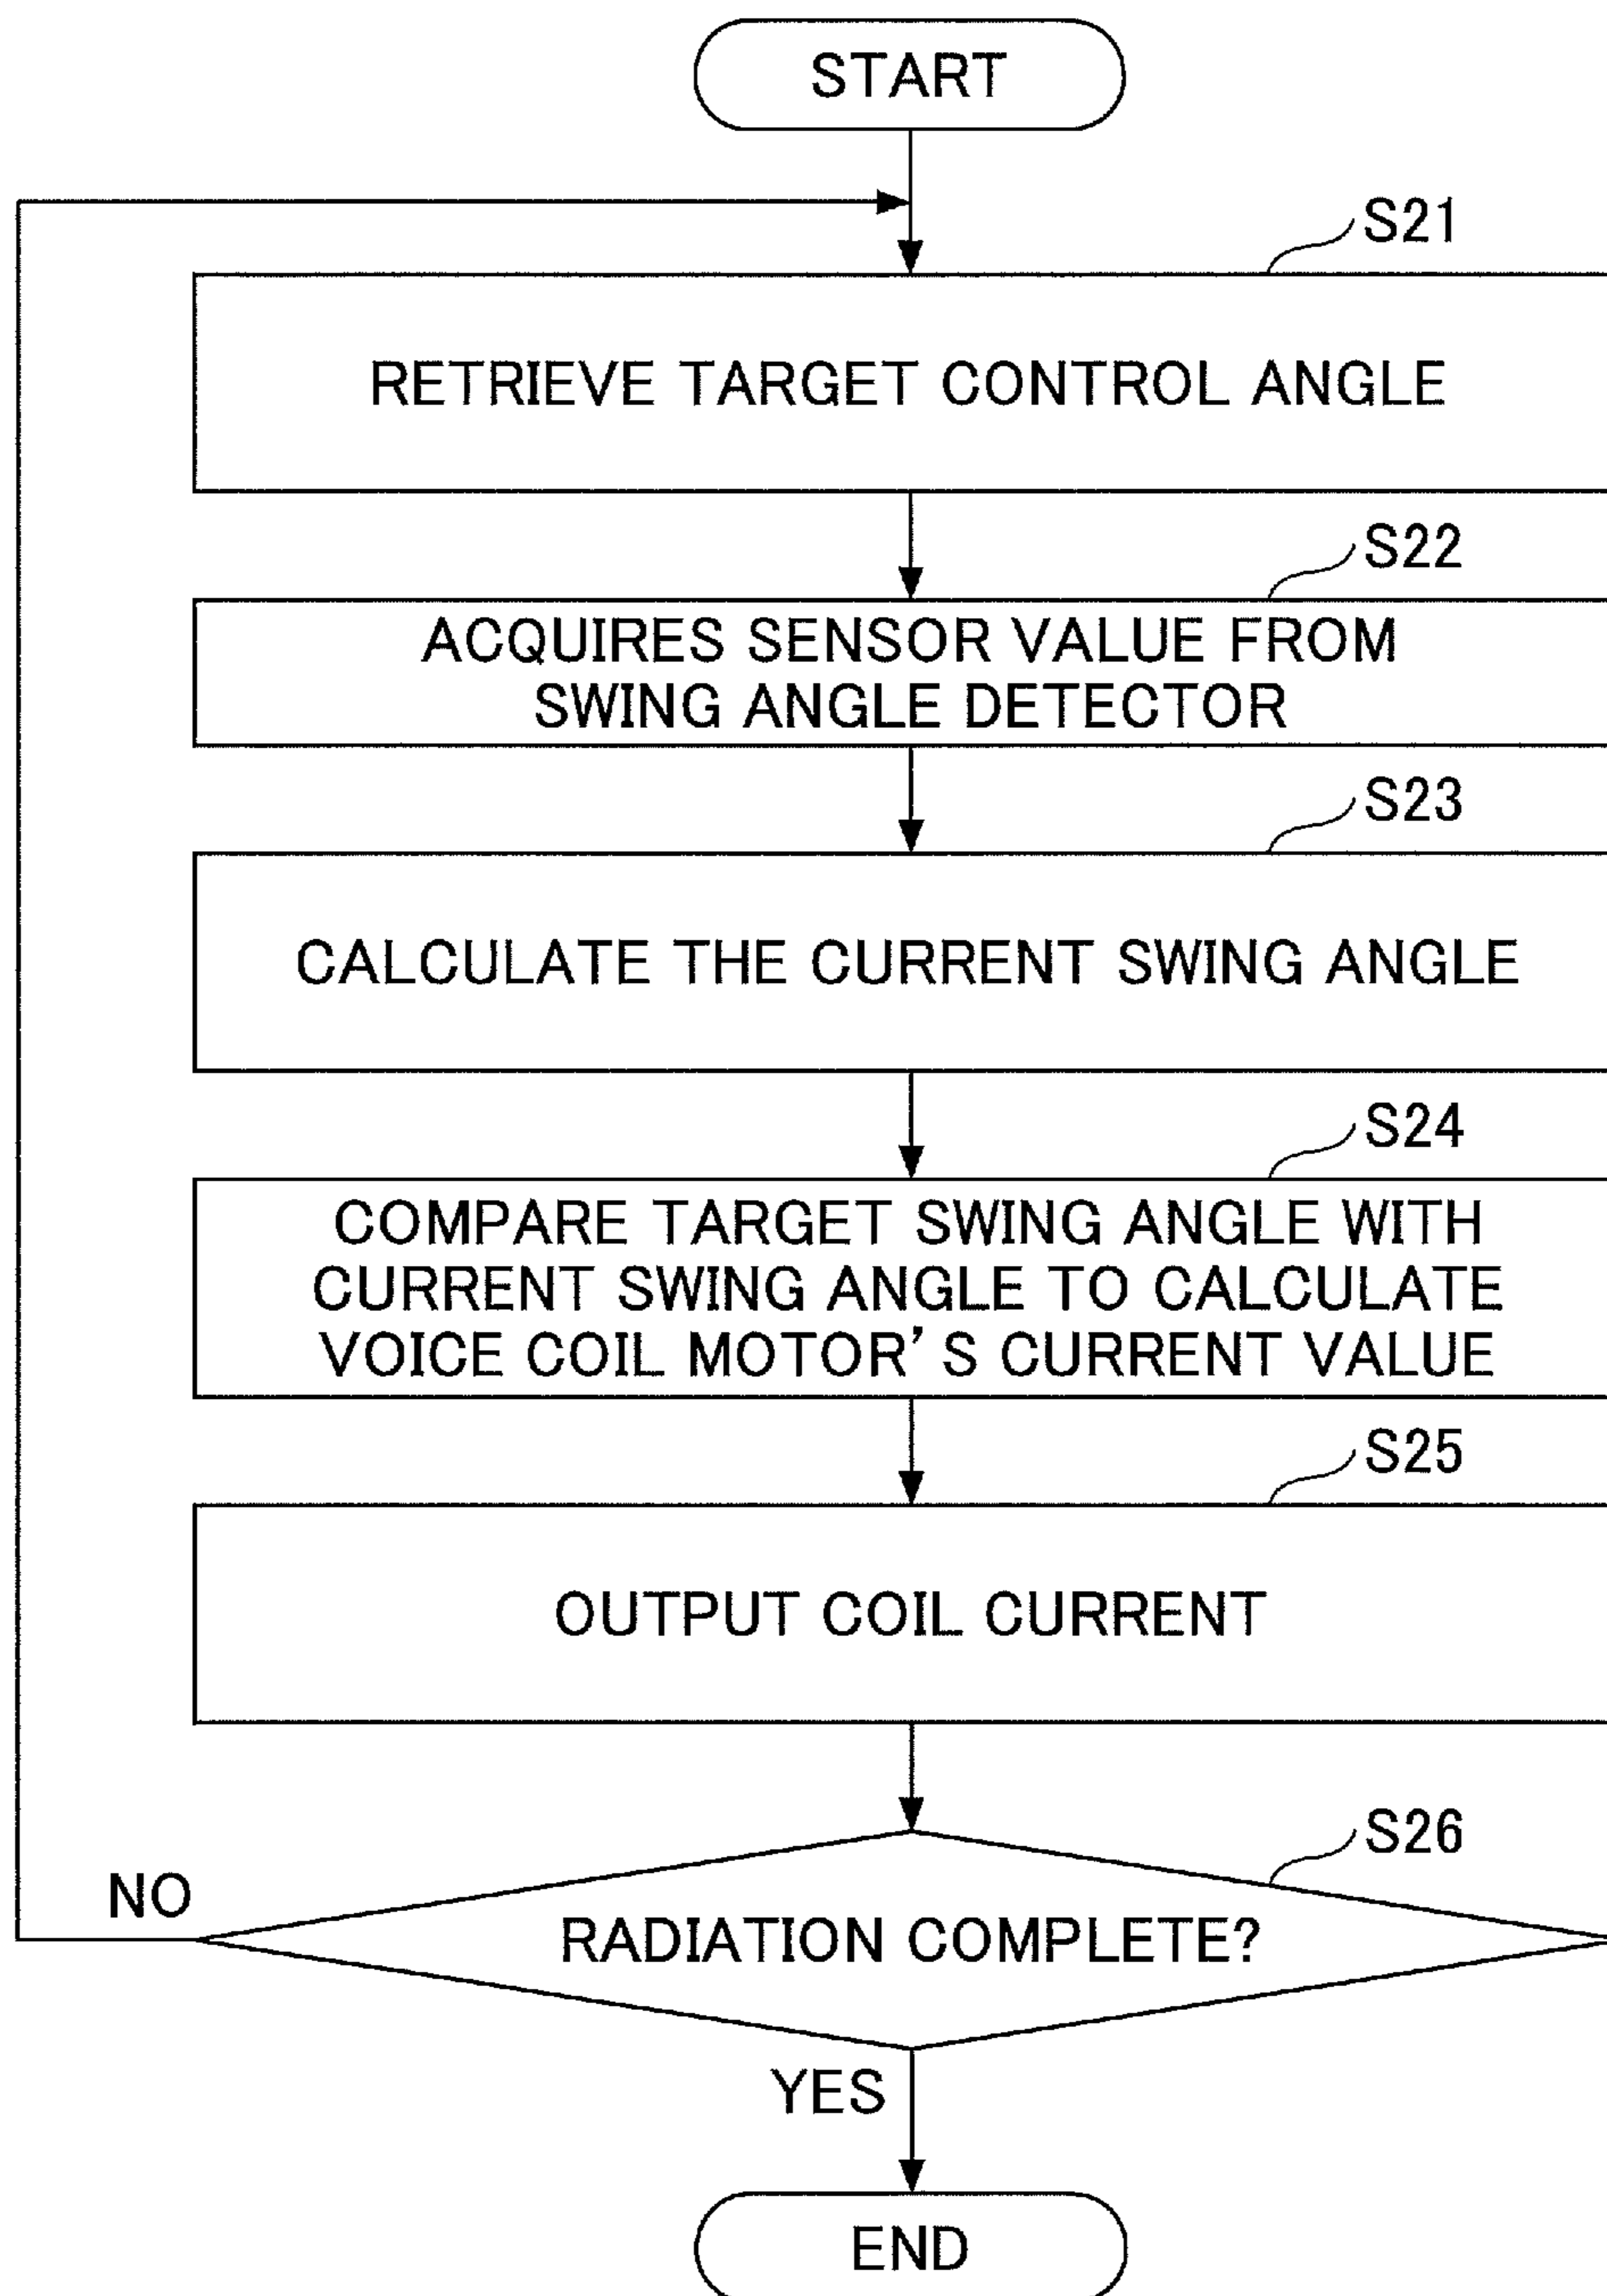 START
S21
RETRIEVE TARGET CONTROL ANGLE
S22
ACQUIRES SENSOR VALUE FROM
SWING ANGLE DETECTOR
S23
CALCULATE THE CURRENT SWING ANGLE
S24
COMPARE TARGET SWING ANGLE WITH
CURRENT SWING ANGLE TO CALCULATE
VOICE COIL MOTOR'S CURRENT VALUE
S25
OUTPUT COIL CURRENT
S26
NO
RADIATION COMPLETE?
YES
END